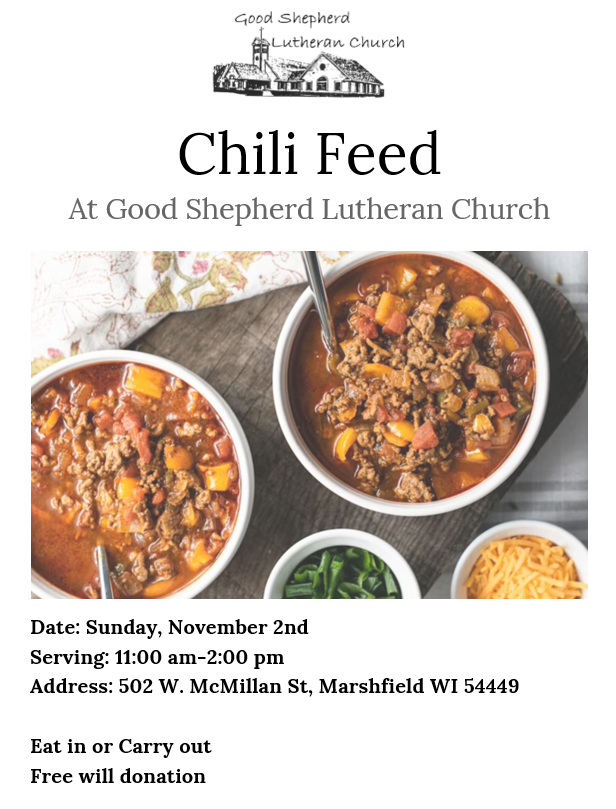 Good Shepherd
Lutheran Church
Chili Feed
At Good Shepherd Lutheran Church
Date: Sunday, November 2nd
Serving: 11:00 am-2:00 pm
Address: 502 W. McMillan St, Marshfield WI 54449
Eat in or Carry out
Free will donation